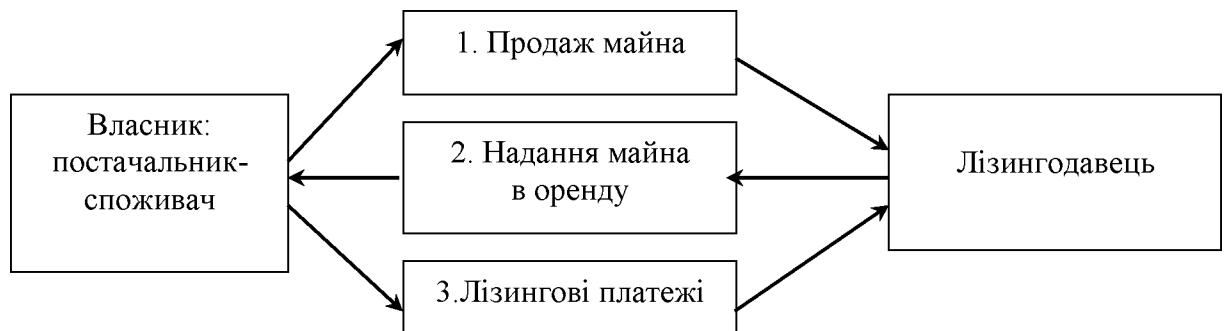 1. Продаж майна
Власник:
постачальник-
споживач
2. Надання майна
в оренду
Лізингодавець
3.Лізингові платежі